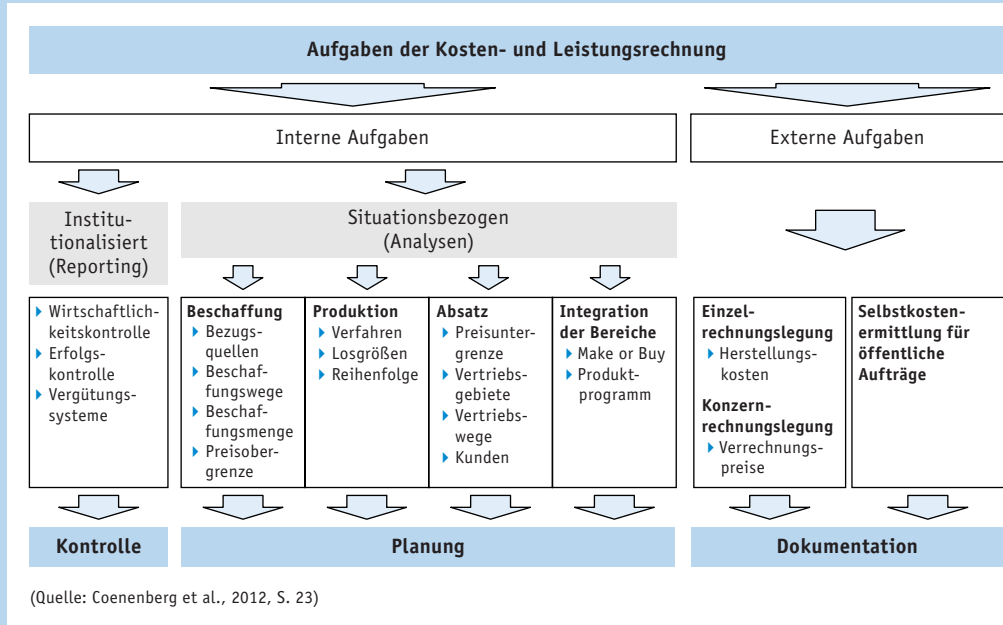 Aufgaben der Kosten- und Leistungsrechnung
Interne Aufgaben
Externe Aufgaben
Institu-
tionalisiert
(Reporting)
Situationsbezogen
(Analysen)
Wirtschaftlich-
keitskontrolle
Erfolgs-
kontrolle
Vergütungs-
systeme
Beschaffung
Bezugs-
quellen
Beschaf-
fungswege
Beschaf-
fungsmenge
Preisober-
grenze
Produktion
Verfahren
Losgrößen
Reihenfolge
Absatz
Preisunter-
grenze
Vertriebs-
gebiete
Vertriebs-
wege
Kunden
Integration
der Bereiche
Make or Buy
Produkt-
programm
Einzel-
rechnungslegung
Herstellungs-
kosten
Konzern-
rechnungslegung
Verrechnungs-
preise
Selbstkosten-
ermittlung für
öffentliche
Aufträge
Kontrolle
Planung
Dokumentation
(Quelle: Coenenberg et al., 2012, S. 23)